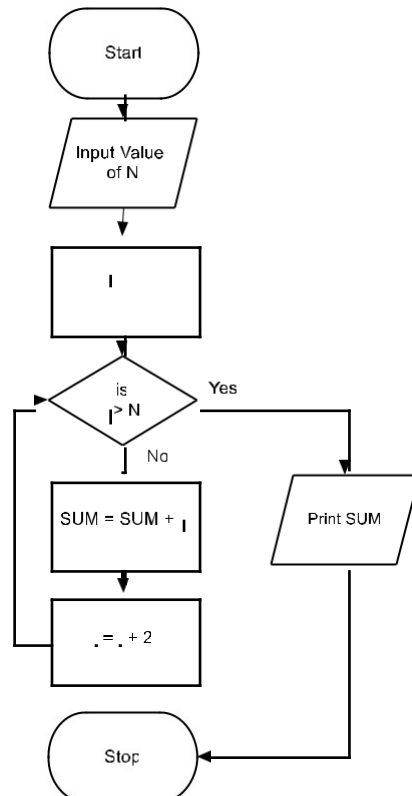 Start
Input Value
of N
I
is
I > N
Yes
No
SUM = SUM + I
Print SUM
. = . + 2
Stop